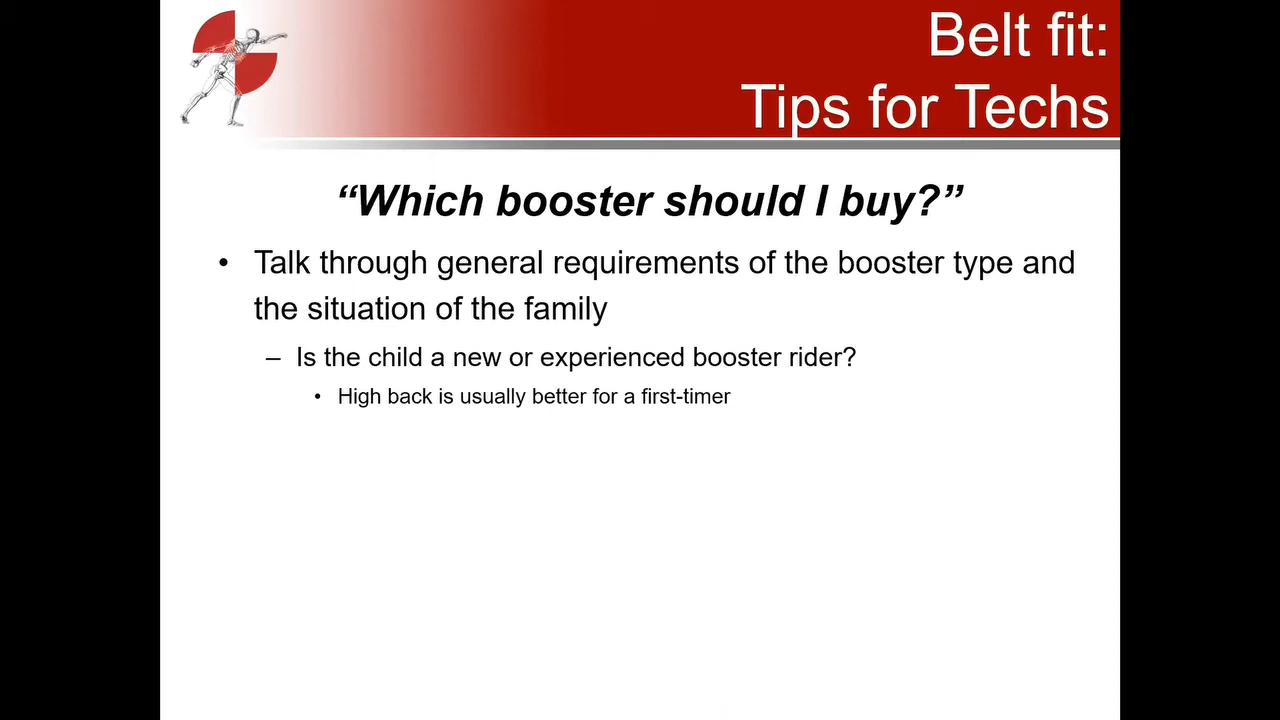 Belt fit:
Tips for Techs
“Which booster should I buy?”
• Talk through general requirements of the booster type and
the situation of the family
– Is the child a new or experienced booster rider?
• High back is usually better for a first-timer